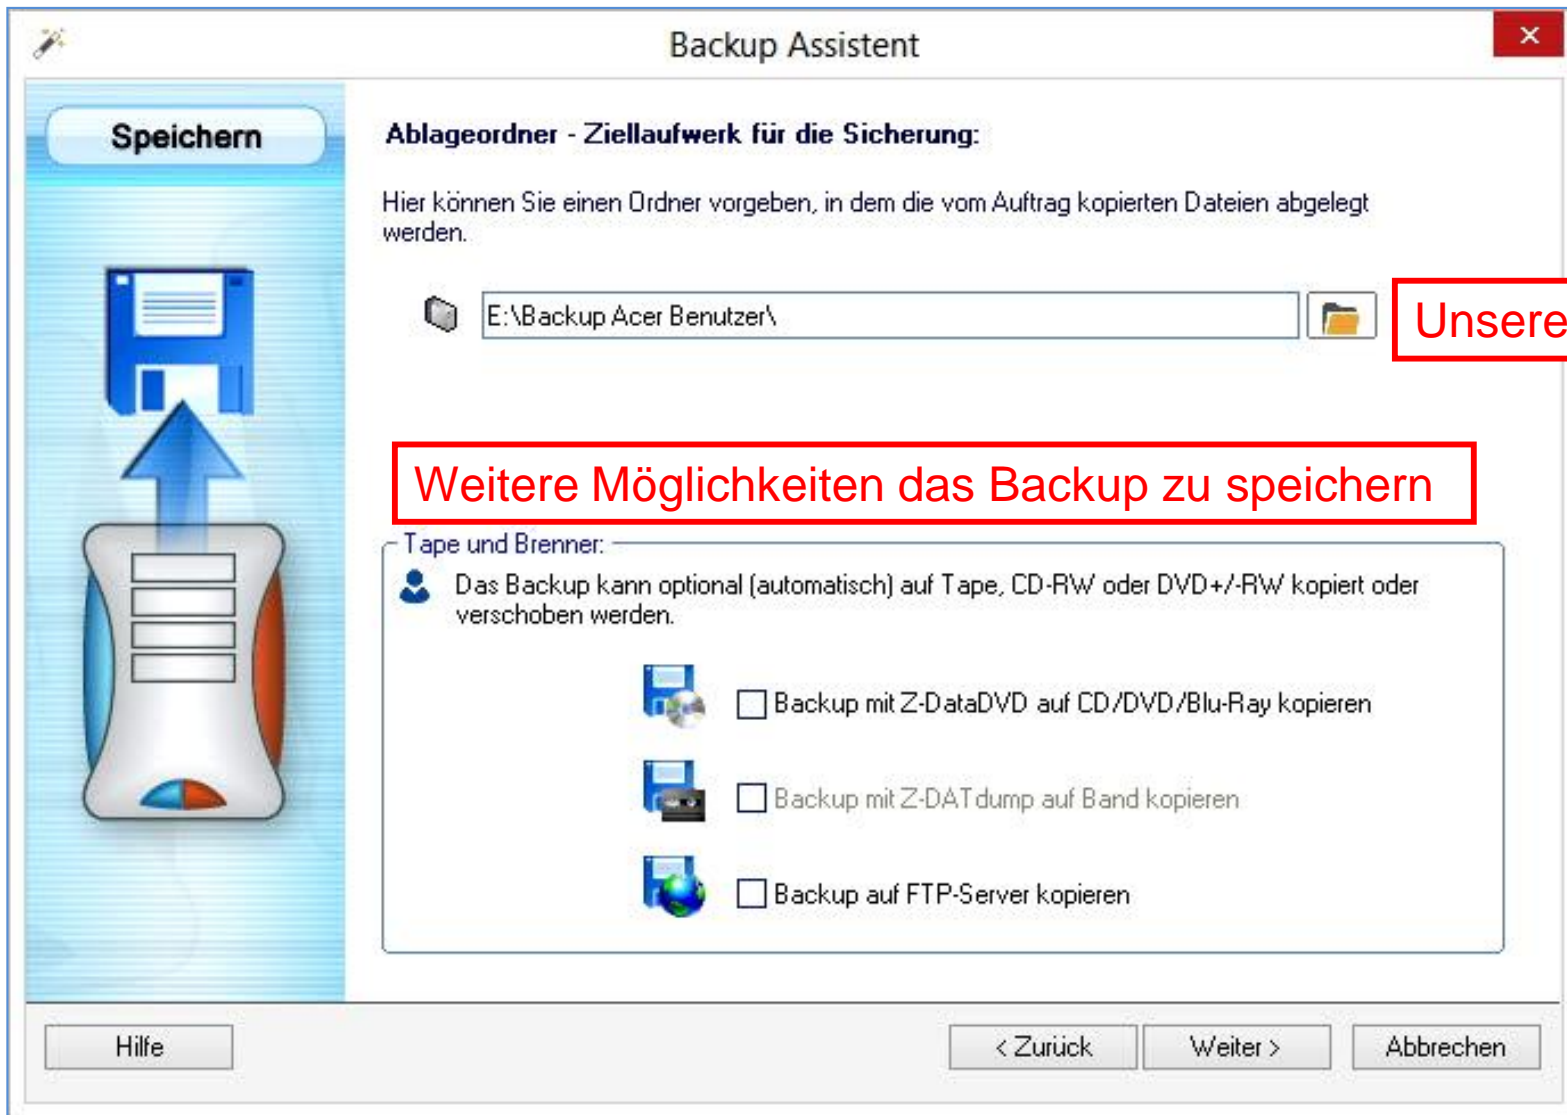 Backup Assistent
Speichern
Ablageordner - Ziellaufwerk für die Sicherung:
Hier können Sie einen Ordner vorgeben, in dem die vom Auftrag kopierten Dateien abgelegt
werden.
E:\Backup Acer Benutzer\
Unsere
Weitere Möglichkeiten das Backup zu speichern
Tape und Brenner:
Das Backup kann optional (automatisch) auf Tape, CD-RW oder DVD+/-RW kopiert oder
verschoben werden.
Backup mit Z-DataDVD auf CD/DVD/Blu-Ray kopieren
Backup mit Z-DATdump auf Band kopieren
Backup auf FTP-Server kopieren
Hilfe
< Zurück
Weiter >
Abbrechen